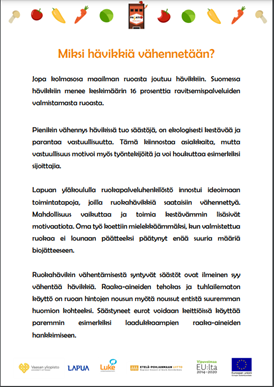 Miksi hävikkiä vähennetään?
Jopa kolmasosa maailman ruoasta joutuu hävikkiin. Suomessa
hävikkiin menee keskimäärin 16 prosenttia ravitsemispalveluiden
valmistamasta ruoasta.
Pienikin vähennys hävikissä tuo säästöjä, on ekologisesti kestävää ja
parantaa vastuullisuutta. Tämä kiinnostaa asiakkaita, mutta
vastuullisuus motivoi myös työntekijöitä ja voi houkuttaa esimerkiksi
sijoittajia.
Lapuan yläkoululla ruokapalveluhenkilöstö innostui ideoimaan
toimintatapoja, joilla ruokahävikkiä saataisiin vähennettyä.
Mahdollisuus vaikuttaa ja toimia kestävämmin lisäsivät
motivaatiota. Oma työ koettiin mielekkäämmäksi, kun valmistettua
ruokaa ei lounaan päätteeksi päätynyt enää suuria määriä
biojätteeseen.
Ruokahävikin vähentämisestä syntyvät säästöt ovat ilmeinen syy
vähentää hävikkiä. Raaka-aineiden tehokas ja tuhlailematon
käyttö on ruoan hintojen nousun myötä noussut entistä suuremman
huomion kohteeksi. Säästyneet eurot voidaan keittiöissä käyttää
paremmin esimerkiksi laadukkaampien raaka-aineiden
hankkimiseen.
LAPUA
Luke
EU:lta
2014-2020